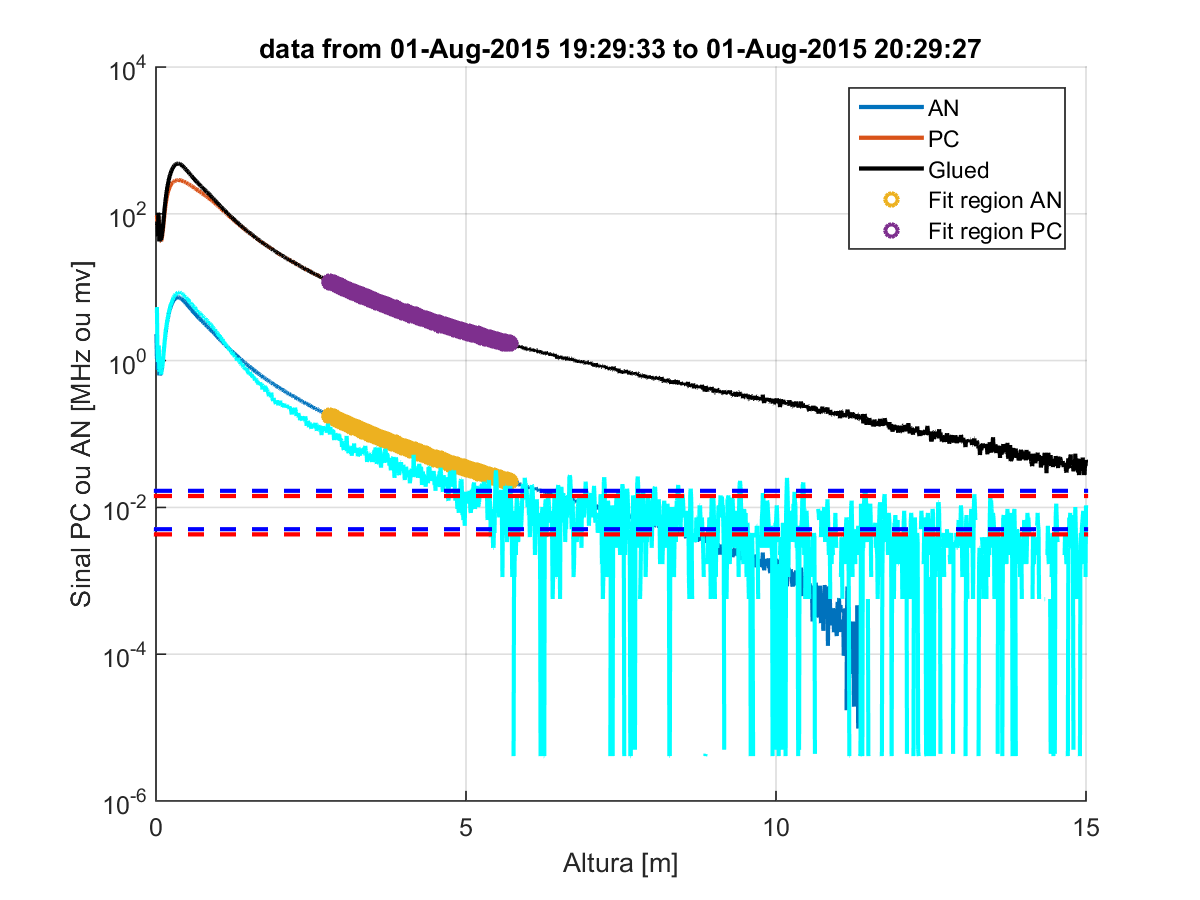 data from 01-Aug-2015 19:29:33 to 01-Aug-2015 20:29:27
Sinal PC ou AN [MHz ou mv]
10^4
10^2
10^0
10^-2
10^-4
10^-6
AN
PC
Glued
Fit region AN
Fit region PC
0 5 10 15
Altura [m]